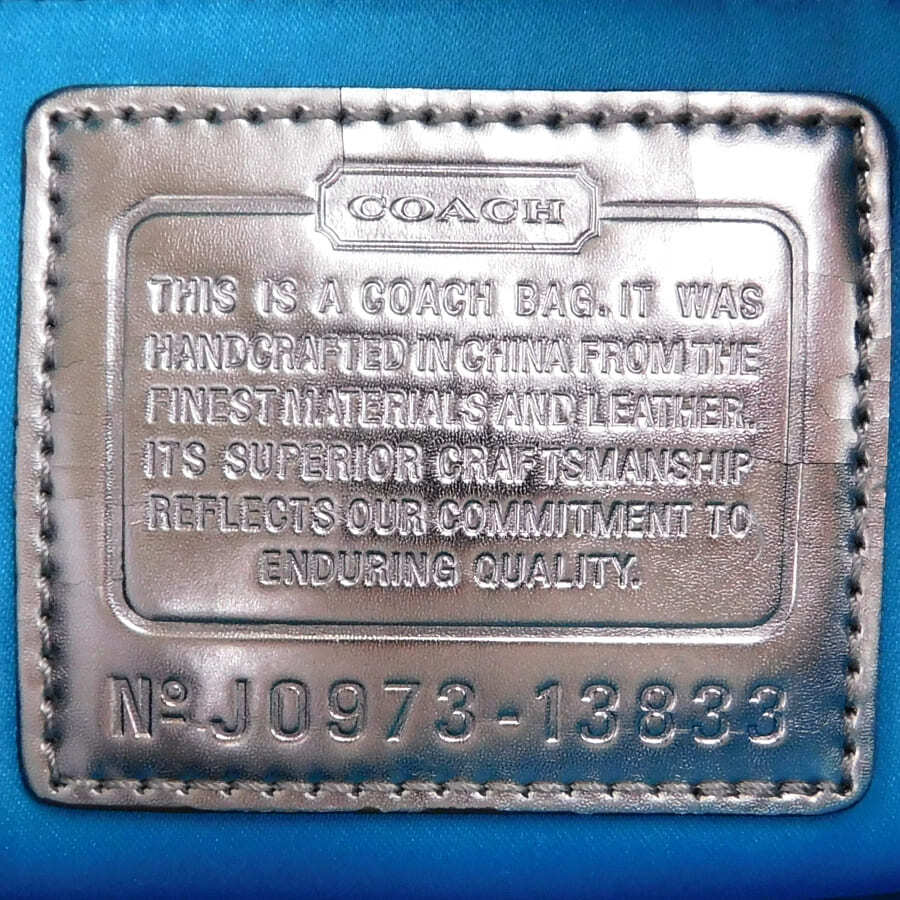 COACH
THIS IS A COACH BAG. IT WAS
HANDCRAFTED IN CHINA FROM THE
FINEST MATERIALS AND LEATHER.
ITS SUPERIOR CRAFTSMANSHIP
REFLECTS OUR COMMITMENT TO
ENDURING QUALITY.
Nº J0973-13833